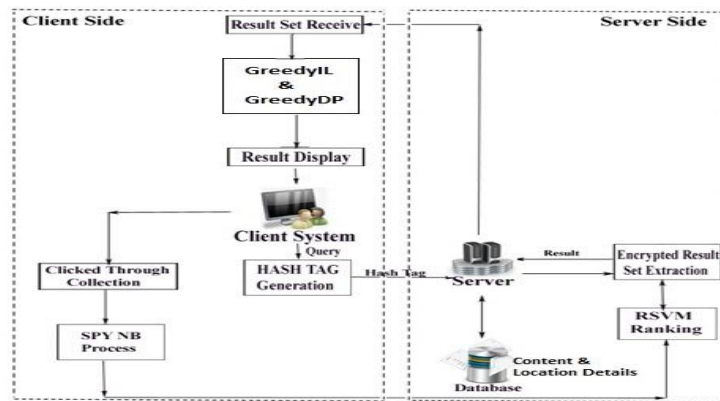 Client Side
Result Set Receive
Server Side
GreedyIL
&
GreedyDP
Result Display
Client System
Query
Clicked Through
Collection
HASH TAG
Generation
Hash Tag
Server
Result
Encrypted Result
Set Extraction
SPY NB
Process
RSVM
Ranking
Content &
Location Details
Database